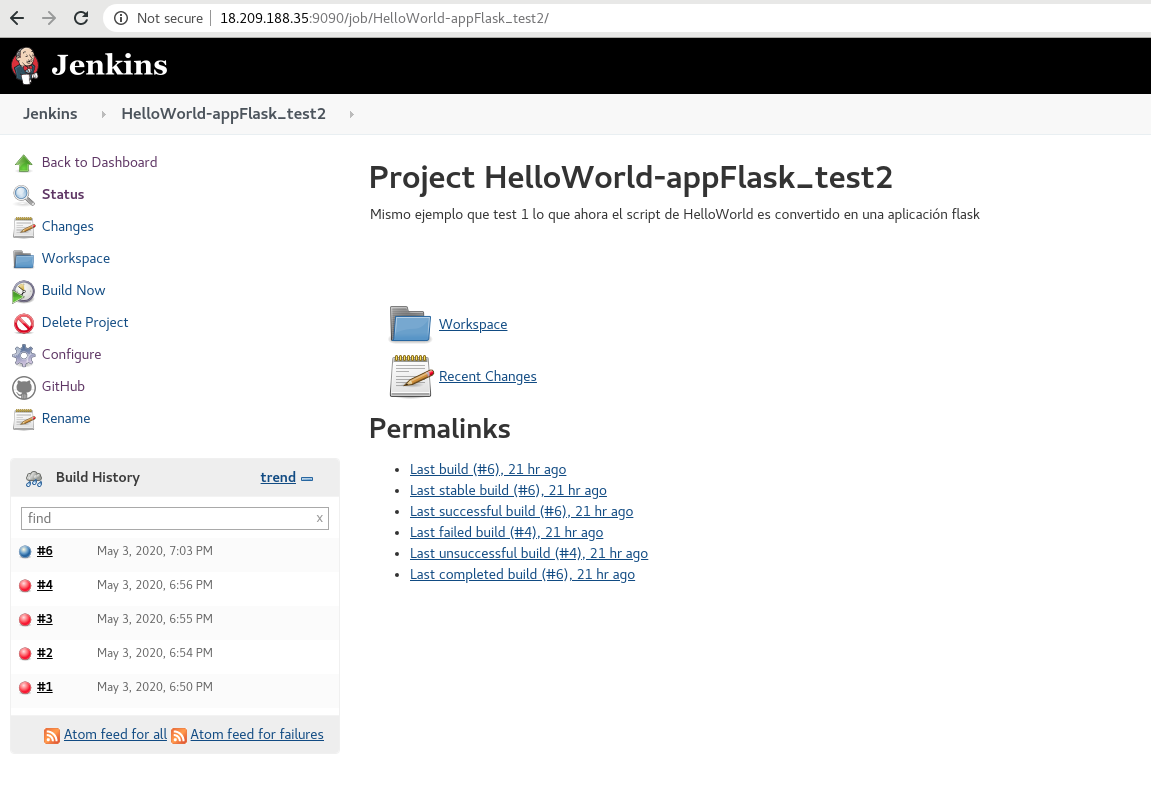 Not secure 18.209.188.35:9090/job/HelloWorld-appFlask_test2/
Jenkins
Jenkins HelloWorld-appFlask_test2
Back to Dashboard
Status
Changes
Workspace
Build Now
Delete Project
Configure
GitHub
Rename
Build History trend
find x
#6 May 3, 2020, 7:03 PM
#4 May 3, 2020, 6:56 PM
#3 May 3, 2020, 6:55 PM
#2 May 3, 2020, 6:54 PM
#1 May 3, 2020, 6:50 PM
Atom feed for all Atom feed for failures
Project HelloWorld-appFlask_test2
Mismo ejemplo que test 1 lo que ahora el script de HelloWorld es convertido en una aplicación flask
Workspace
Recent Changes
Permalinks
Last build (#6), 21 hr ago
Last stable build (#6), 21 hr ago
Last successful build (#6), 21 hr ago
Last failed build (#4), 21 hr ago
Last unsuccessful build (#4), 21 hr ago
Last completed build (#6), 21 hr ago